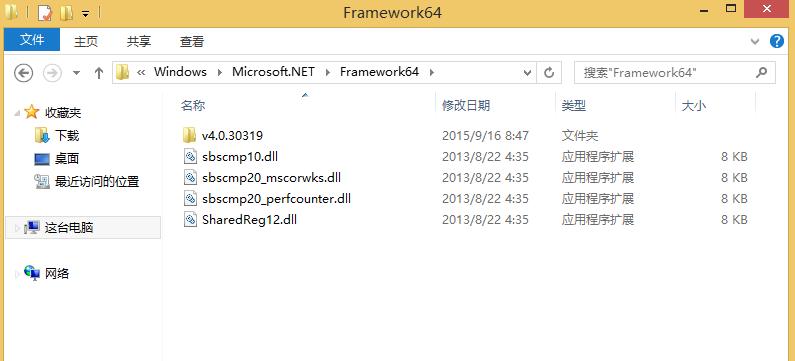 Framework64
文件 主页 共享 查看
« Windows Microsoft.NET Framework64 搜索"Framework64"
收藏夹
下载
桌面
最近访问的位置
这台电脑
网络
名称 修改日期 类型 大小
v4.0.30319 2015/9/16 8:47 文件夹
sbscmp10.dll 2013/8/22 4:35 应用程序扩展 8 KB
sbscmp20_mscorwks.dll 2013/8/22 4:35 应用程序扩展 8 KB
sbscmp20_perfcounter.dll 2013/8/22 4:35 应用程序扩展 8 KB
SharedReg12.dll 2013/8/22 4:35 应用程序扩展 8 KB